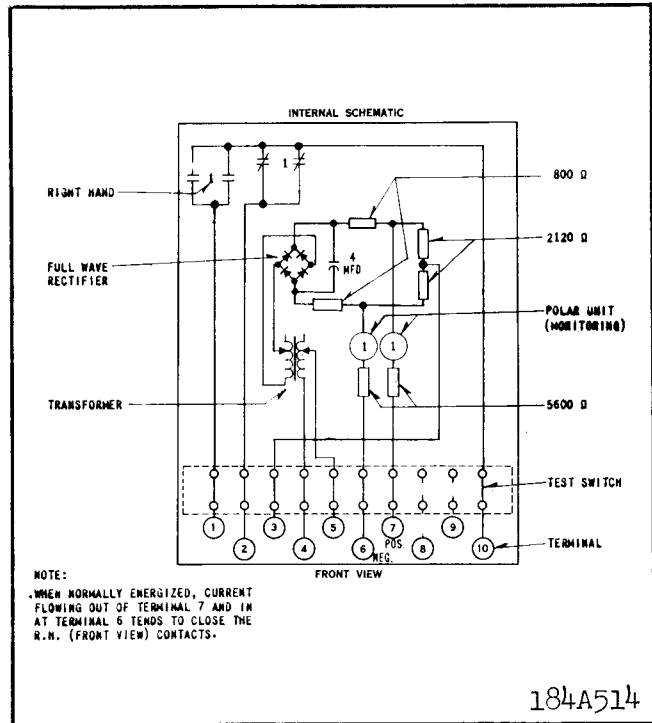 INTERNAL SCHEMATIC
1
1
RIGHT HAND
800 Ω
2120 Ω
FULL WAVE
RECTIFIER
4
MFD
POLAR UNIT
(MONITORING)
1
1
TRANSFORMER
5600 Ω
TEST SWITCH
1
2
3
4
5
6
7
8
9
10
POS.
NEG.
TERMINAL
FRONT VIEW
NOTE:
.WHEN NORMALLY ENERGIZED, CURRENT
FLOWING OUT OF TERMINAL 7 AND IN
AT TERMINAL 6 TENDS TO CLOSE THE
R.H. (FRONT VIEW) CONTACTS.
184A514